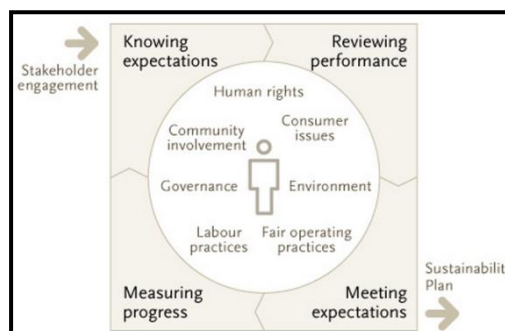 Knowing
expectations
Reviewing
performance
Stakeholder
engagement
Human rights
Community
involvement
Consumer
issues
Governance
Environment
Labour
practices
Fair operating
practices
Measuring
progress
Meeting
expectations
Sustainability
Plan